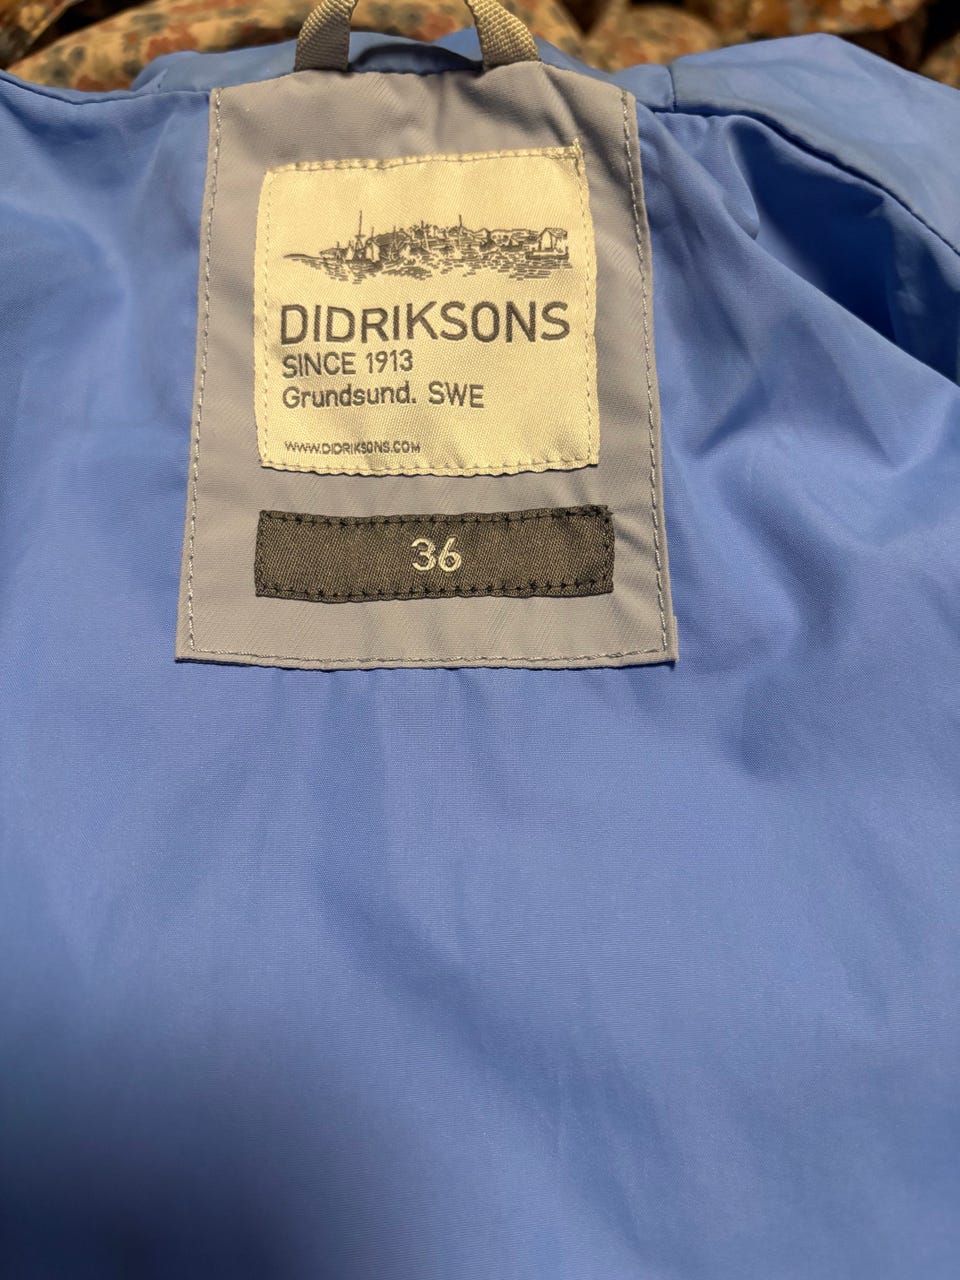 DIDRIKSONS
SINCE 1913
Grundsund. SWE
WWW.DIDRIKSONS.COM
36